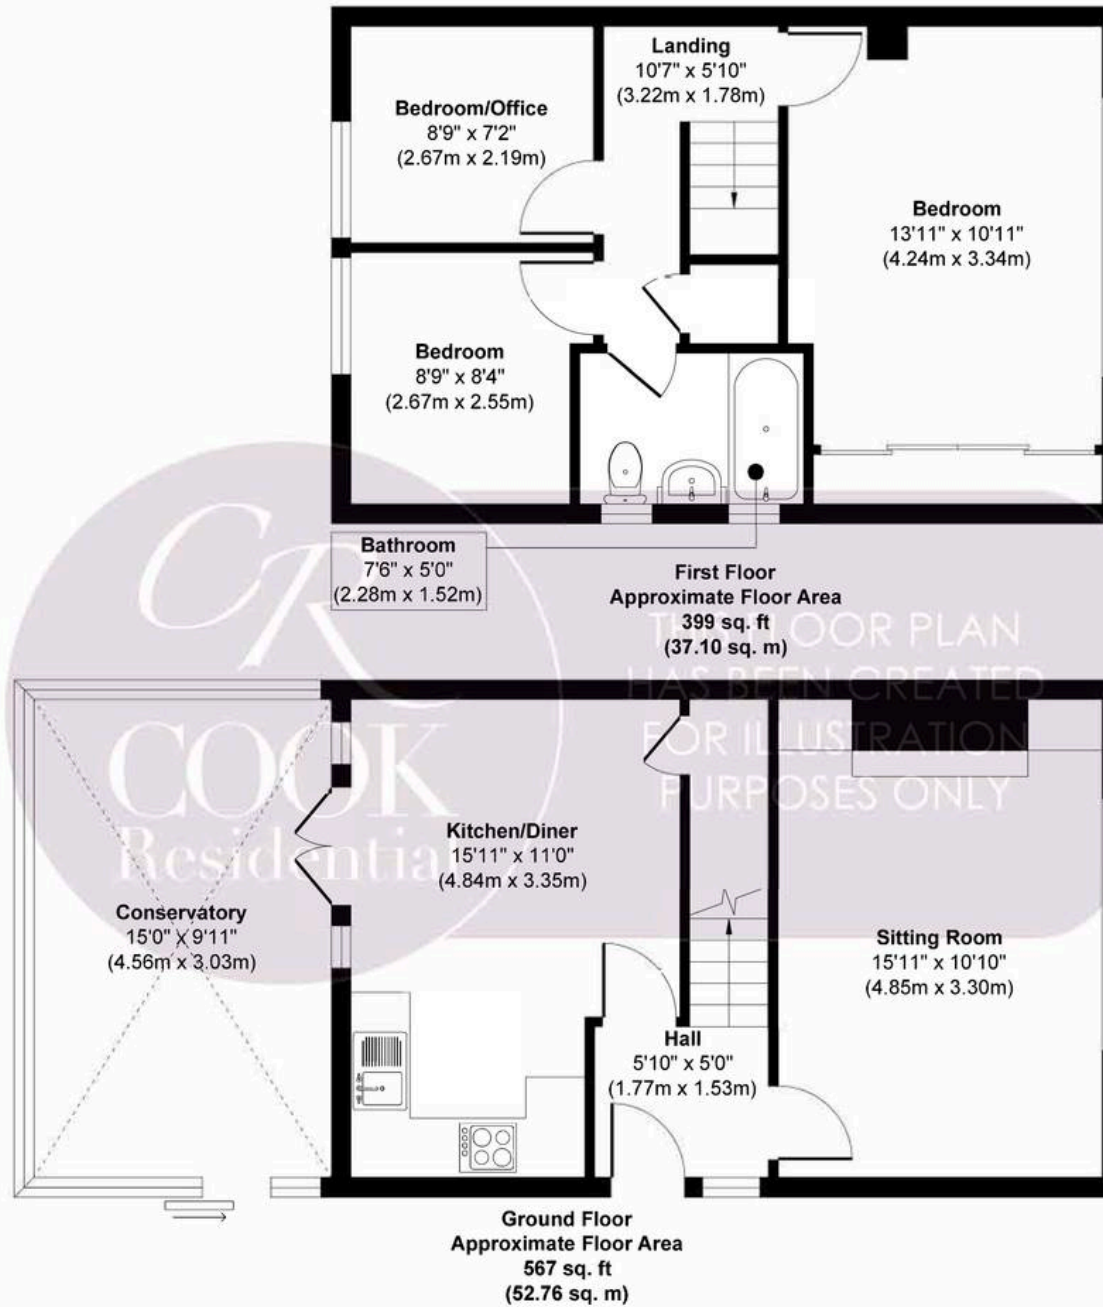 Landing
10'7" x 5'10"
(3.22m x 1.78m)
Bedroom/Office
8'9" x 7'2"
(2.67m x 2.19m)
Bedroom
13'11" x 10'11"
(4.24m x 3.34m)
Bedroom
8'9" x 8'4"
(2.67m x 2.55m)
Bathroom
7'6" x 5'0"
(2.28m x 1.52m)
First Floor
Approximate Floor Area
399 sq. ft
(37.10 sq. m)
CR
COOK
Residential
THIS FLOOR PLAN
HAS BEEN CREATED
FOR ILLUSTRATION
PURPOSES ONLY
Kitchen/Diner
15'11" x 11'0"
(4.84m x 3.35m)
Conservatory
15'0" x 9'11"
(4.56m x 3.03m)
Sitting Room
15'11" x 10'10"
(4.85m x 3.30m)
Hall
5'10" x 5'0"
(1.77m x 1.53m)
Ground Floor
Approximate Floor Area
567 sq. ft
(52.76 sq. m)